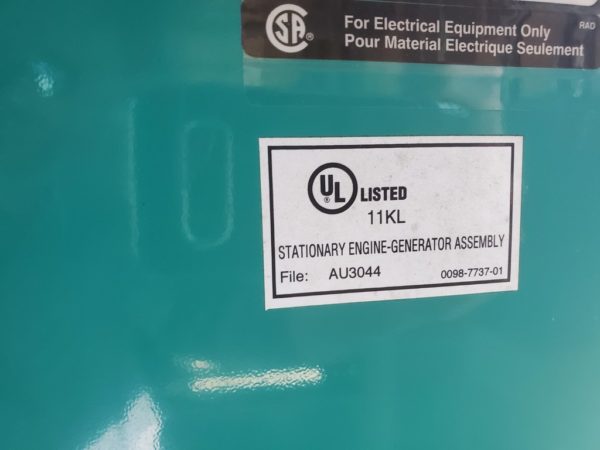 CSA® For Electrical Equipment Only RAD
Pour Material Electrique Seulement
UL® LISTED
11KL
STATIONARY ENGINE-GENERATOR ASSEMBLY
File: AU3044 0098-7737-01